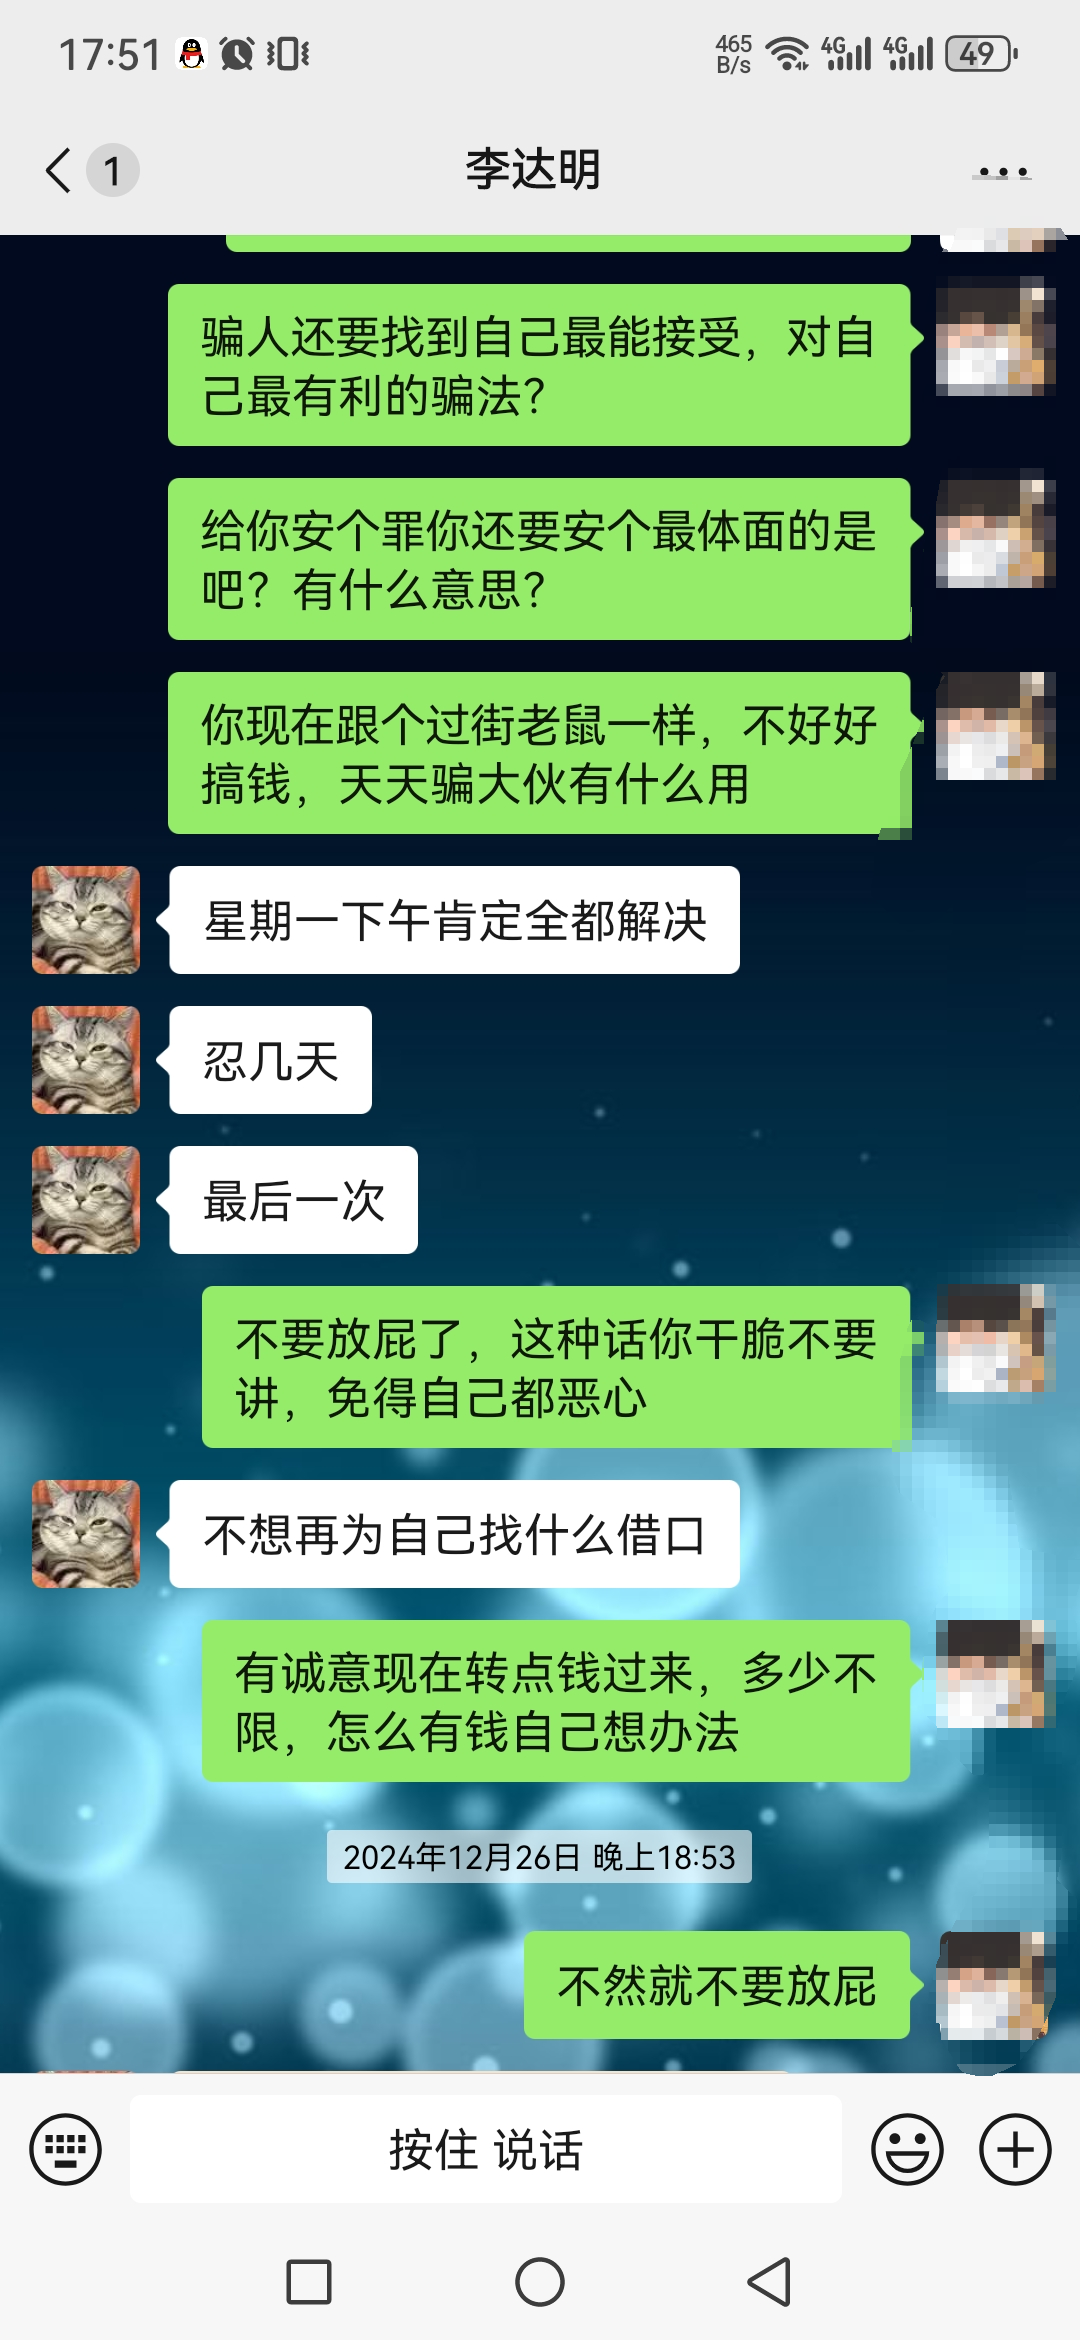 17:51
465
B/s
4G
4G
49
1
李达明
骗人还要找到自己最能接受，对自
己最有利的骗法？
给你安个罪你还要安个最体面的是
吧？有什么意思？
你现在跟个过街老鼠一样，不好好
搞钱，天天骗大伙有什么用
星期一下午肯定全都解决
忍几天
最后一次
不要放屁了，这种话你干脆不要
讲，免得自己都恶心
不想再为自己找什么借口
有诚意现在转点钱过来，多少不
限，怎么有钱自己想办法
2024年12月26日 晚上18:53
不然就不要放屁
按住 说话